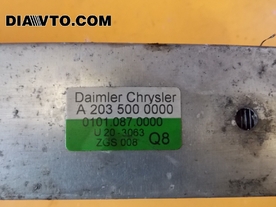 DIAVTO.COM
Daimler Chrysler
A 203 500 0000
0101.087.0000
U 20-3063
ZGS 008 Q8